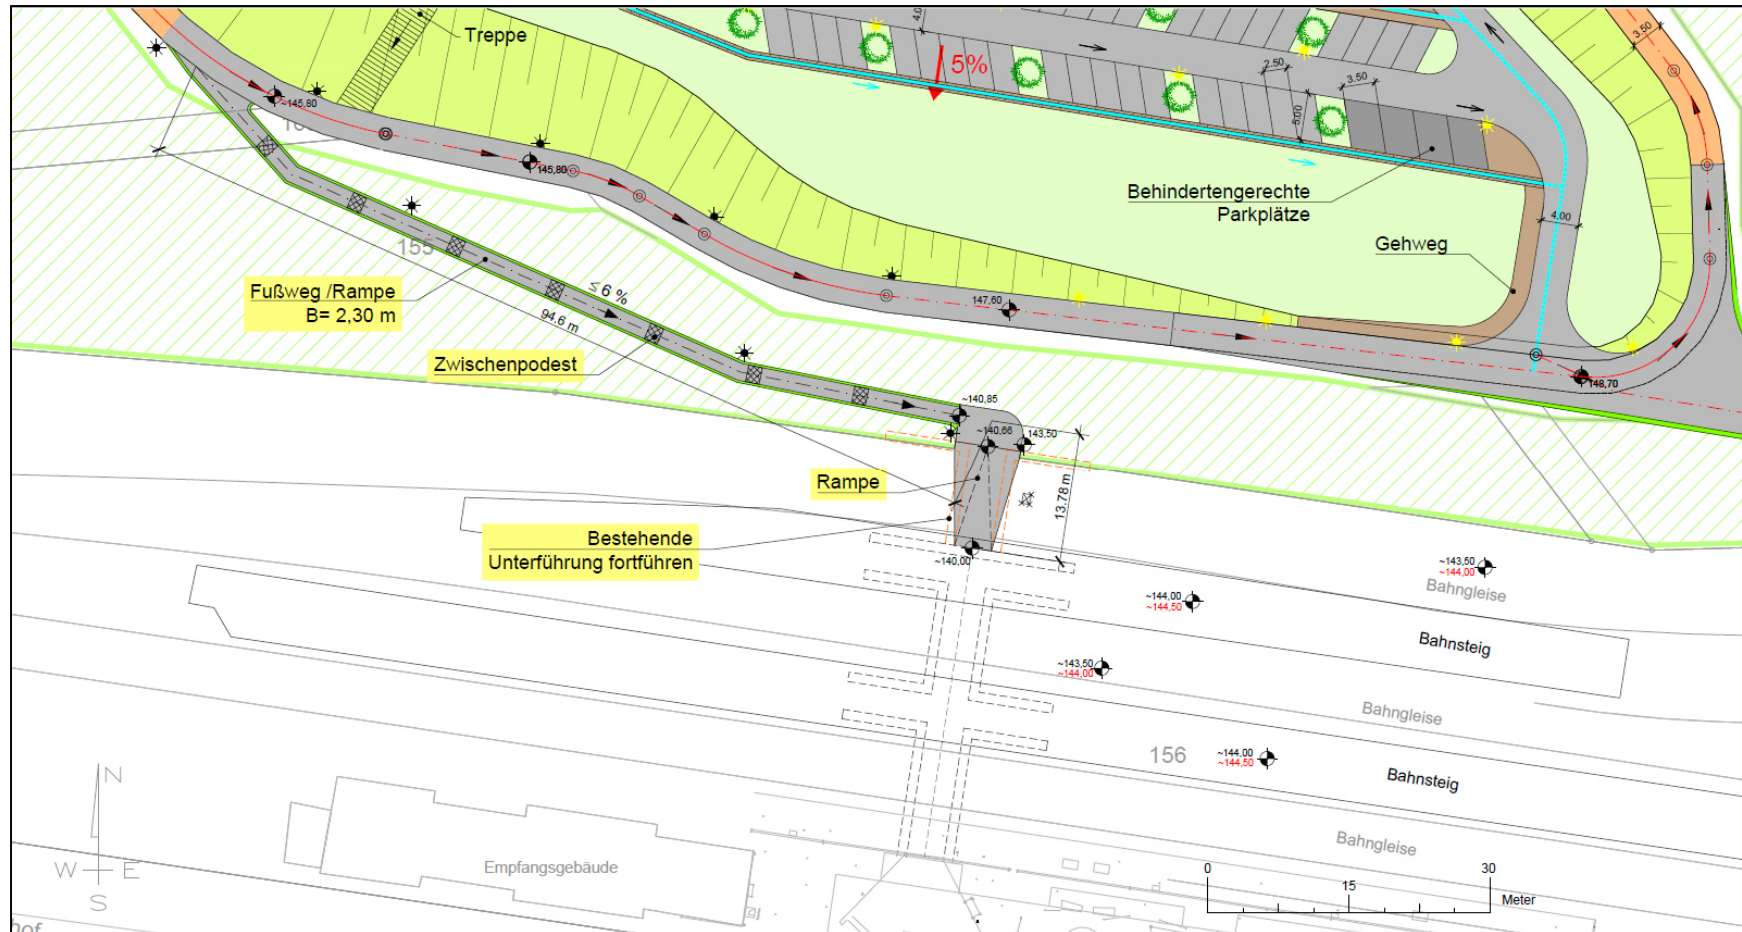 Treppe
4.0
5%
3.50
2.50
3.50
5.00
~145,80
145,80
Behindertengerechte
Parkplätze
4.00
Gehweg
155
Fußweg /Rampe
B= 2,30 m
≤ 6 %
94.6 m
147,60
Zwischenpodest
148,70
~140,85
~140,66
143,50
Rampe
13.78 m
Bestehende
Unterführung fortführen
~140,00
~143,50
~144,00
Bahngleise
~144,00
~144,50
Bahnsteig
~143,50
~144,00
Bahngleise
156
~144,00
~144,50
Bahnsteig
N
W
E
S
Empfangsgebäude
Bahngleise
0
15
30
Meter
hof